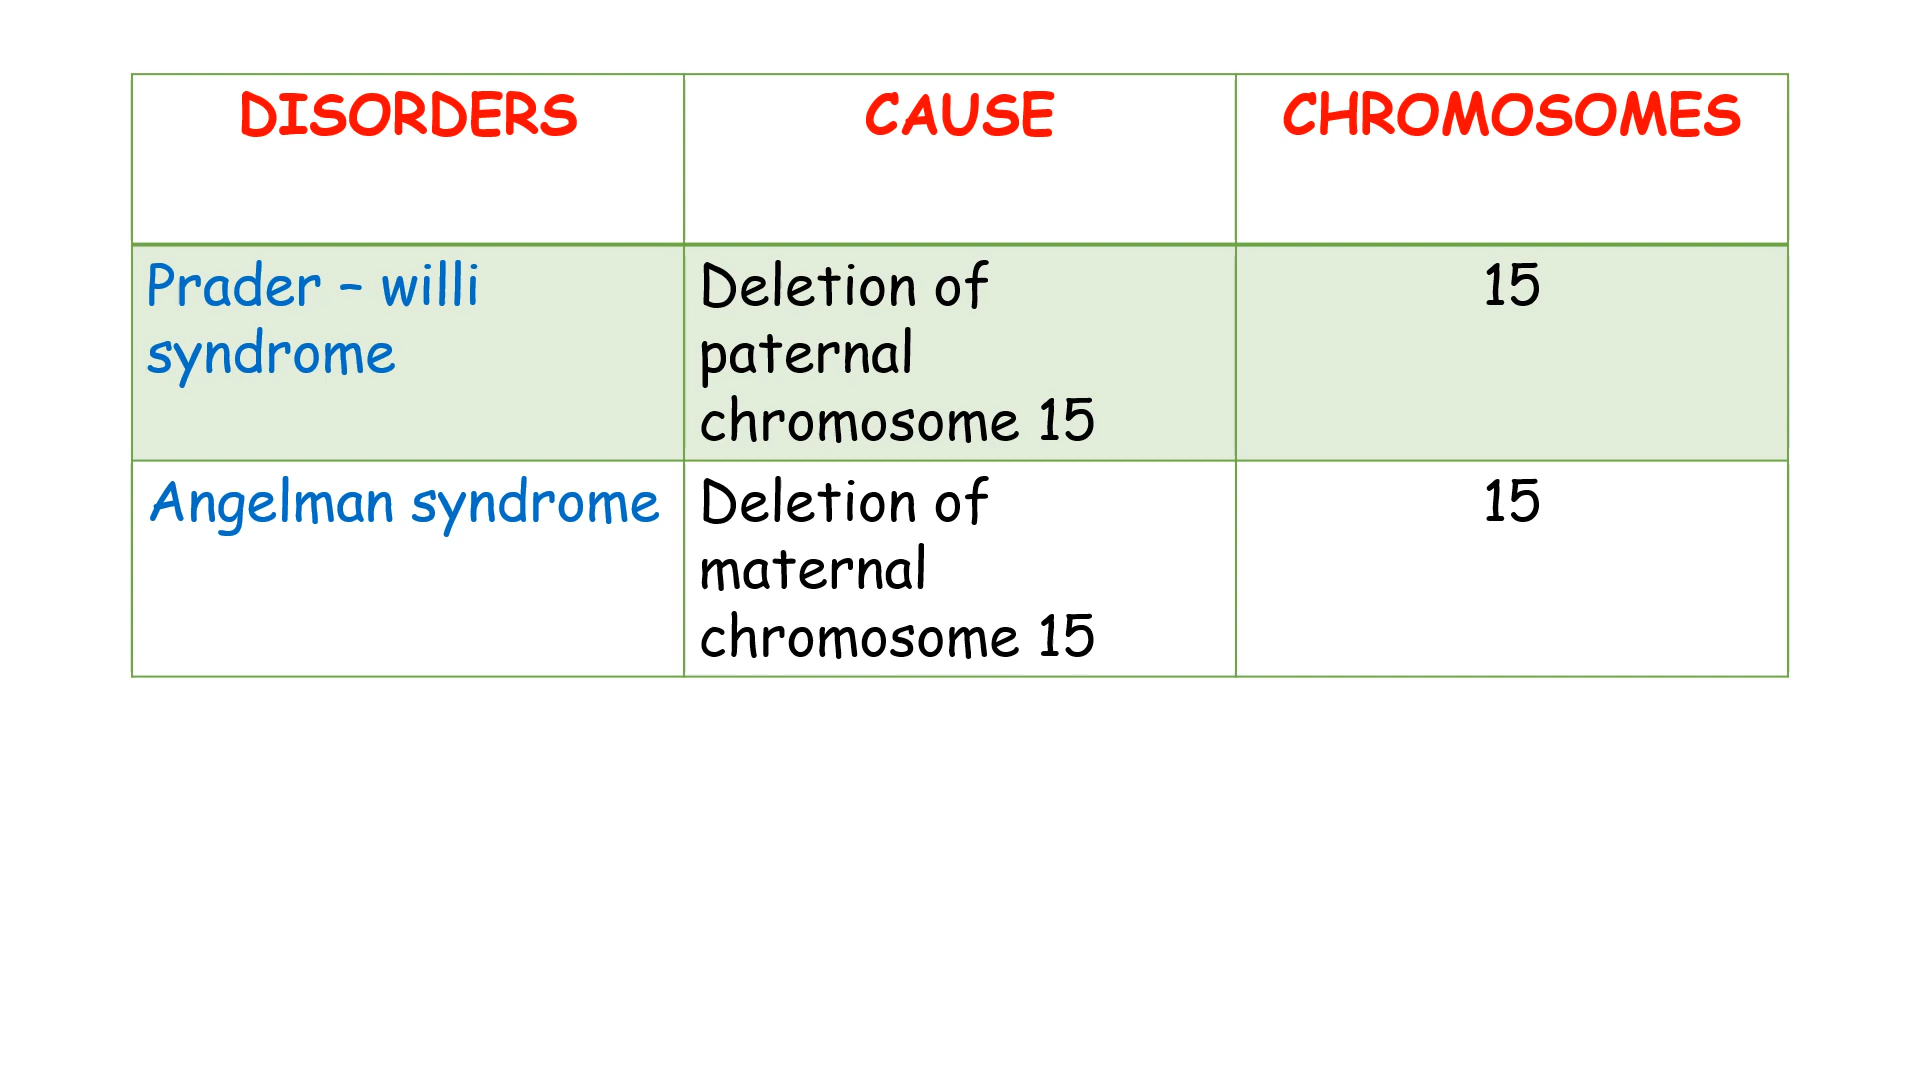 DISORDERS CAUSE CHROMOSOMES
Prader – willi
syndrome
Deletion of
paternal
chromosome 15
15
Angelman syndrome
Deletion of
maternal
chromosome 15
15